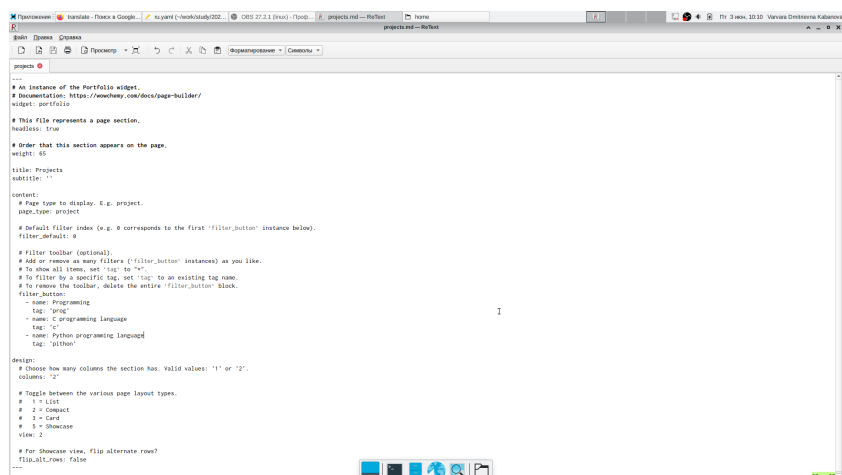 Приложения translate - Поиск в Google... ru.yaml (~/work/study/202... OBS 27.2.1 (linux) - Проф... projects.md — ReText home Пт 3 июн, 10:10 Varvara Dmitrievna Kabanova
projects.md — ReText
Файл Правка Справка
Просмотр Форматирование Символы
projects
---
# An instance of the Portfolio widget.
# Documentation: https://wowchemy.com/docs/page-builder/
widget: portfolio
# This file represents a page section.
headless: true
# Order that this section appears on the page.
weight: 65
title: Projects
subtitle: ''
content:
# Page type to display. E.g. project.
page_type: project
# Default filter index (e.g. 0 corresponds to the first `filter_button` instance below).
filter_default: 0
# Filter toolbar (optional).
# Add or remove as many filters (`filter_button` instances) as you like.
# To show all items, set `tag` to "*".
# To filter by a specific tag, set `tag` to an existing tag name.
# To remove the toolbar, delete the entire `filter_button` block.
filter_button:
- name: Programming
tag: 'prog'
- name: C programming language
tag: 'c'
- name: Python programming language
tag: 'pithon'
design:
# Choose how many columns the section has. Valid values: '1' or '2'.
columns: '2'
# Toggle between the various page layout types.
# 1 = List
# 2 = Compact
# 3 = Card
# 5 = Showcase
view: 2
# For Showcase view, flip alternate rows?
flip_alt_rows: false
---